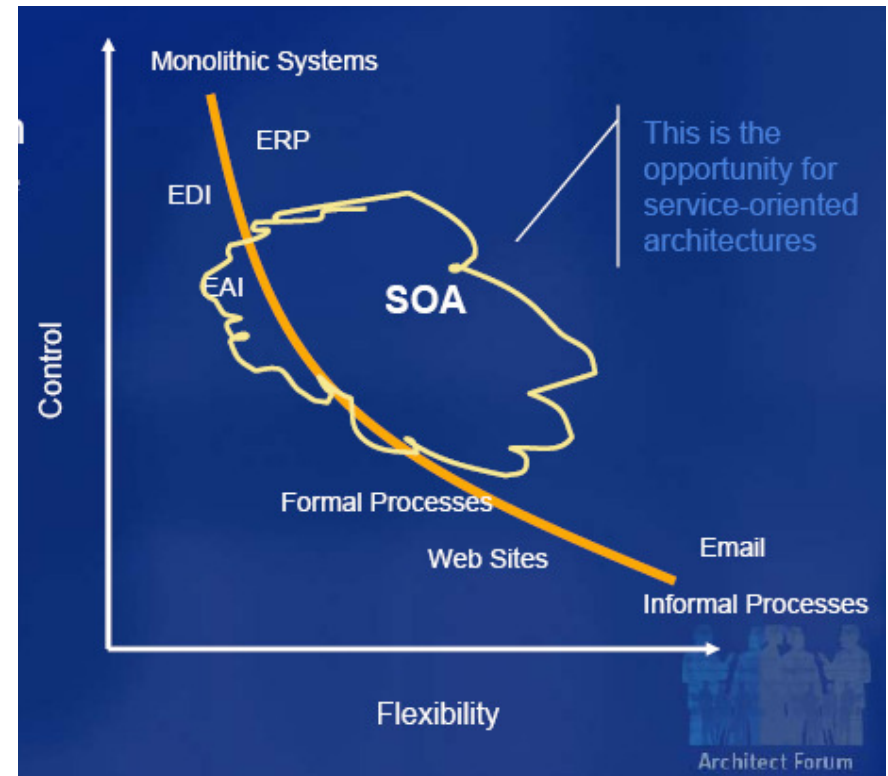 Monolithic Systems
ERP
EDI
This is the
opportunity for
service-oriented
architectures
EAI
SOA
Control
Formal Processes
Web Sites
Email
Informal Processes
Flexibility
Architect Forum